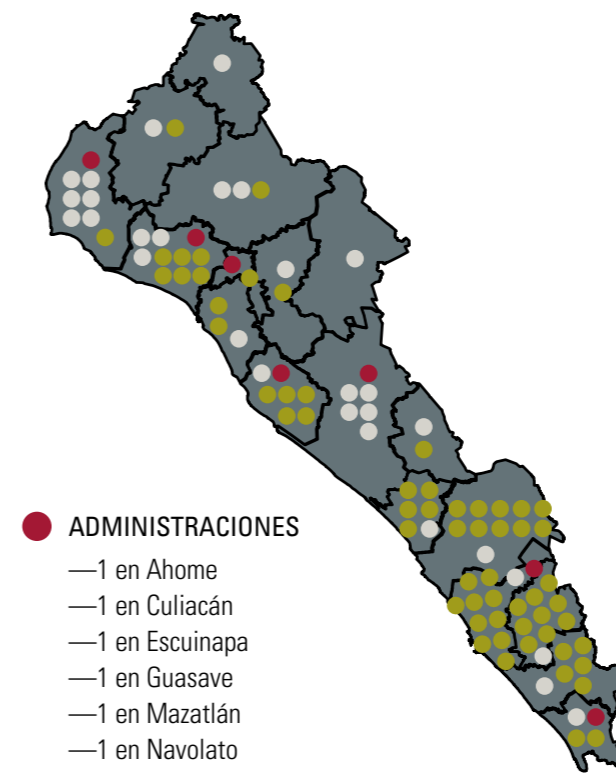 ADMINISTRACIONES
—1 en Ahome
—1 en Culiacán
—1 en Escuinapa
—1 en Guasave
—1 en Mazatlán
—1 en Navolato